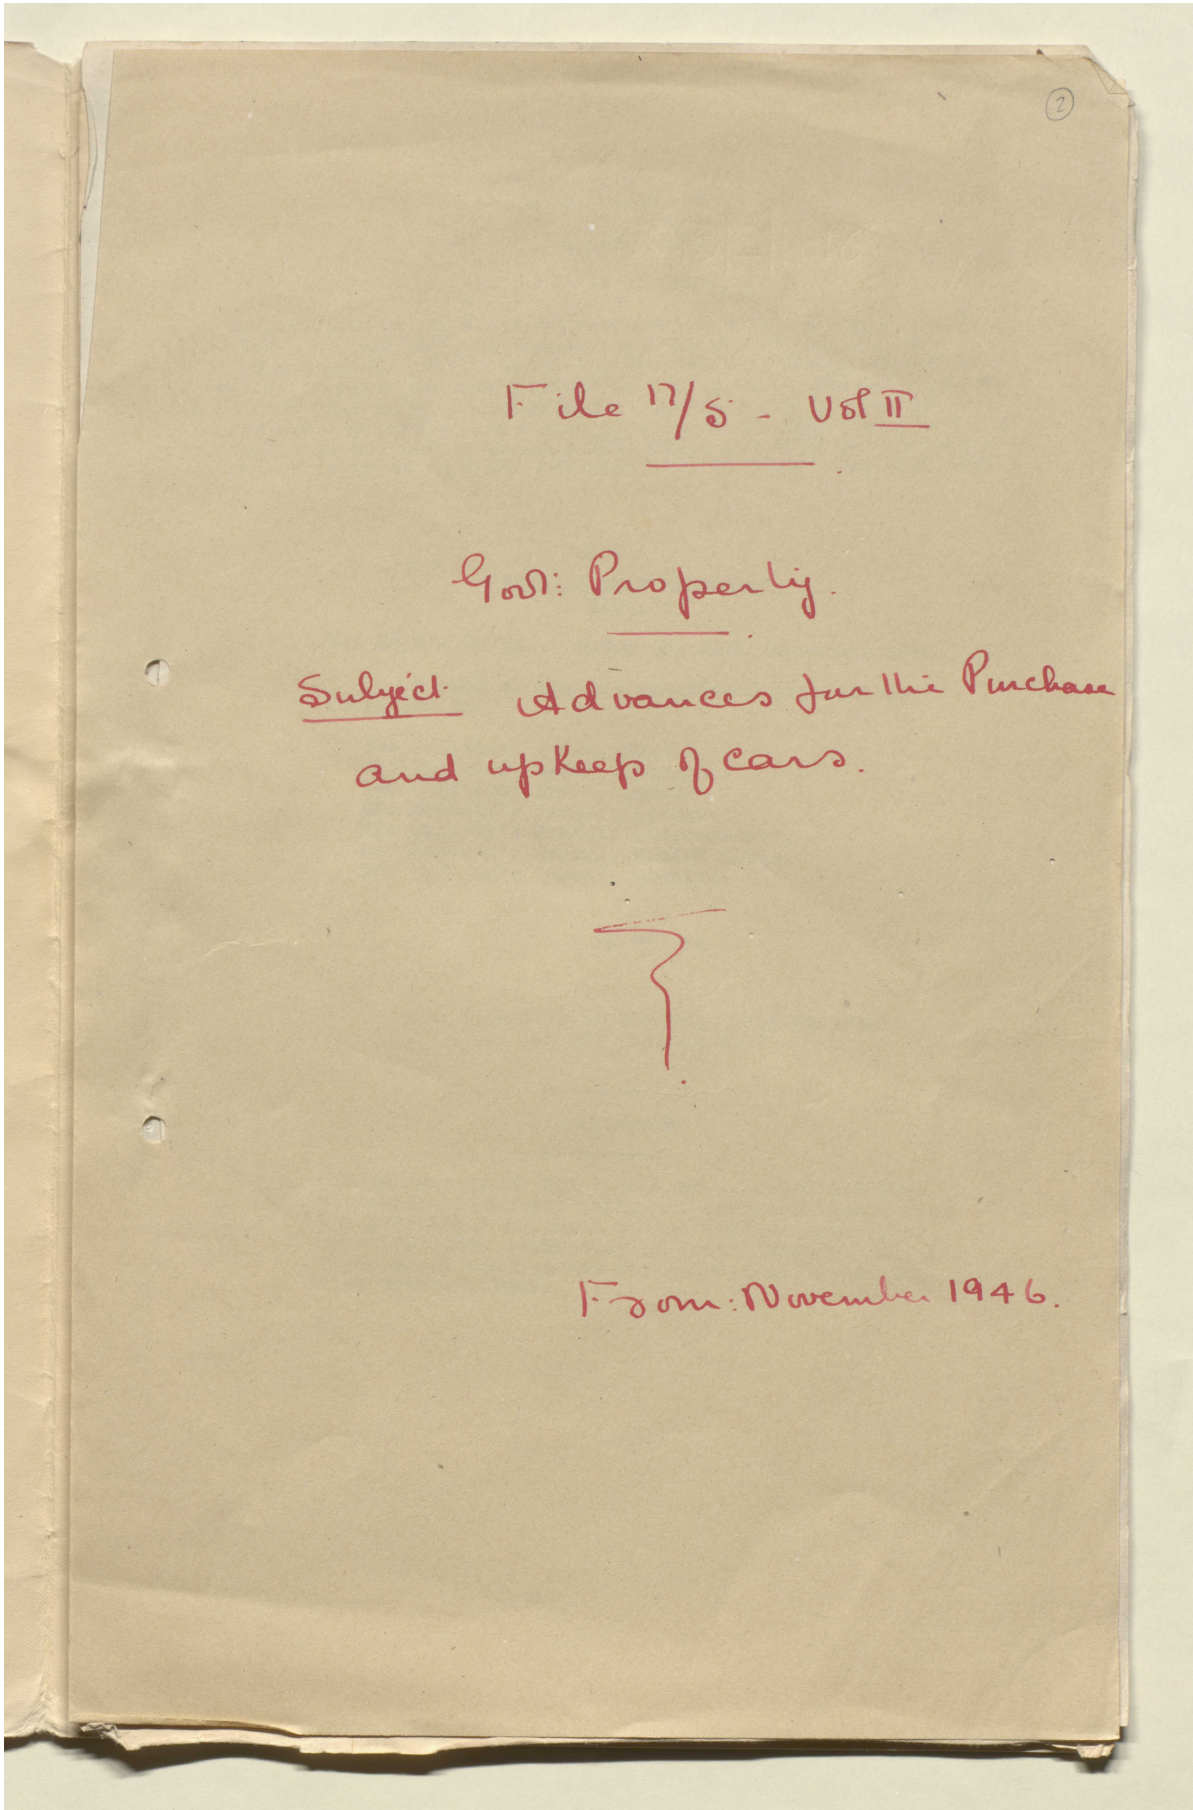 2
File 17/5 - Vol II
Govt: Property.
Subject. Advances for the Purchase
and upkeep of cars.
From: November 1946.